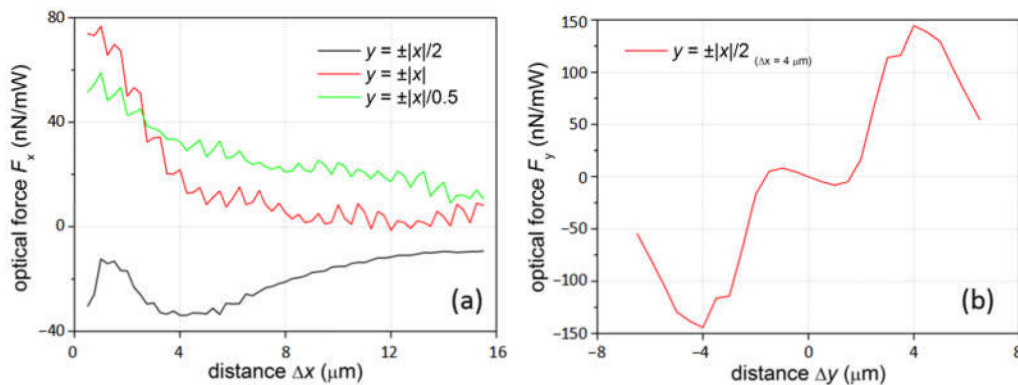 80
40
0
−40
optical force Fx (nN/mW)
y = ±|x|/2
y = ±|x|
y = ±|x|/0.5
(a)
0 4 8 12 16
distance Δx (μm)
150
100
50
0
−50
−100
−150
optical force Fy (nN/mW)
y = ±|x|/2 (Δx = 4 μm)
(b)
−8 −4 0 4 8
distance Δy (μm)